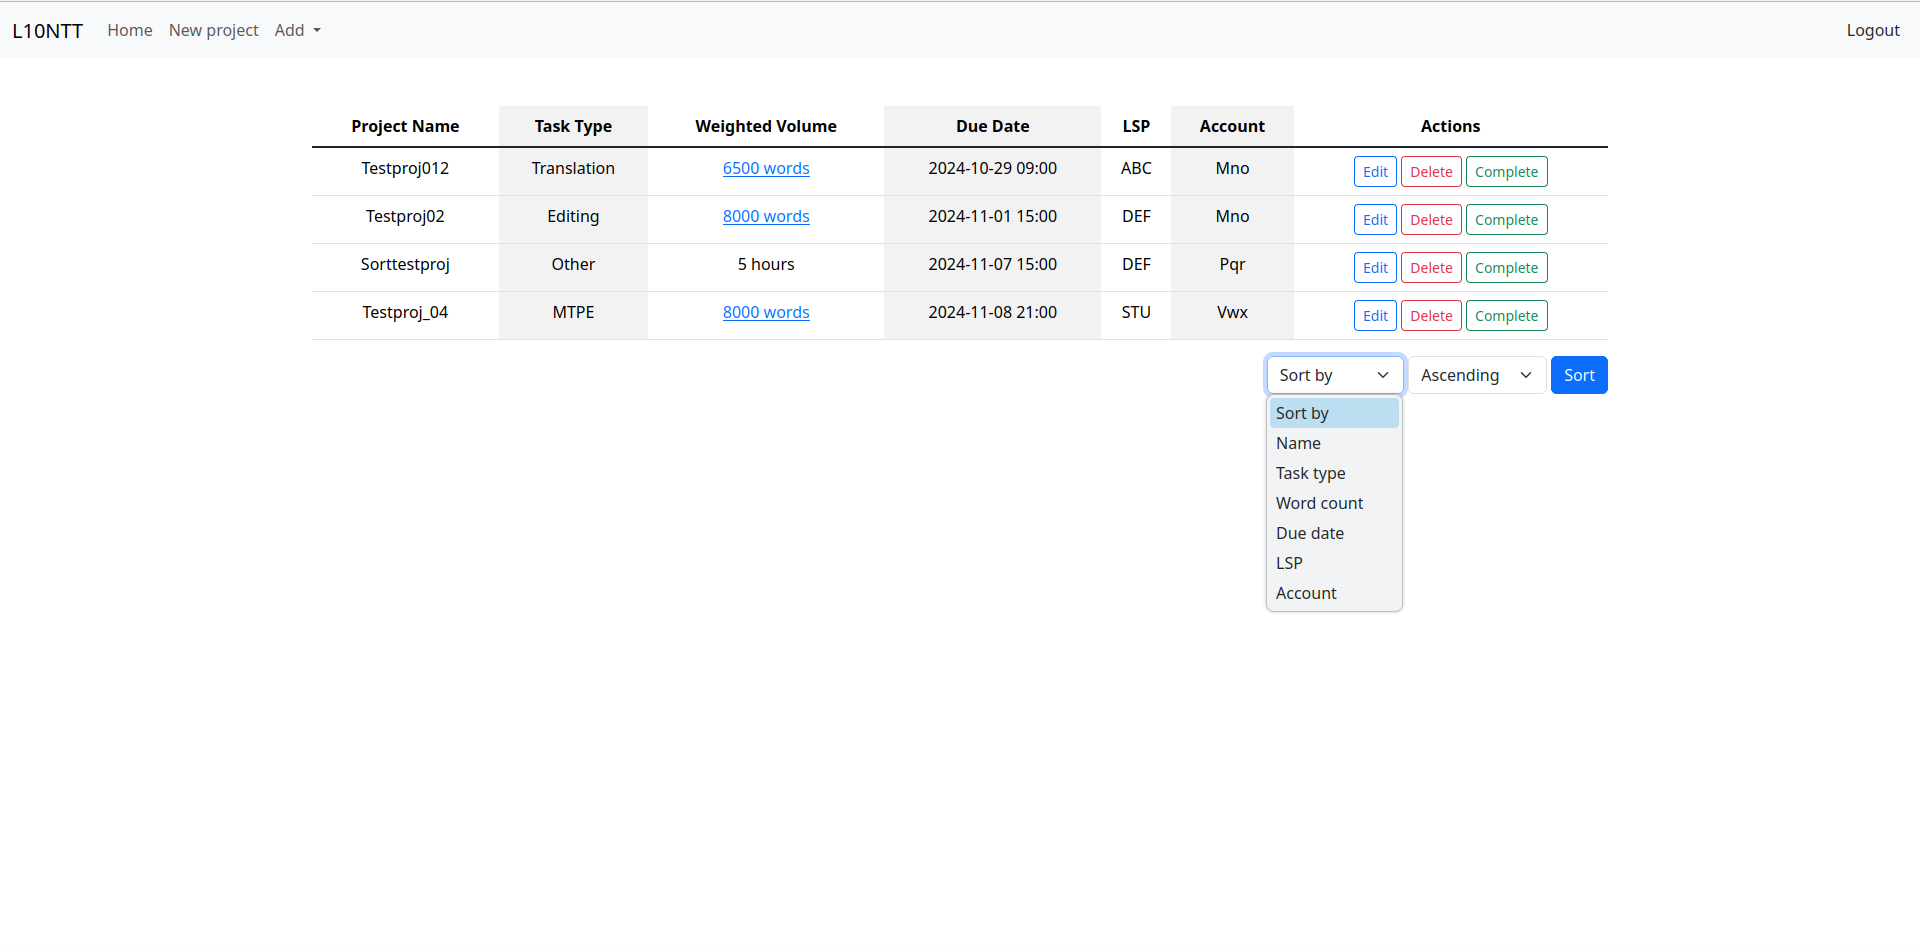 L10NTT Home New project Add Logout
Project Name Task Type Weighted Volume Due Date LSP Account Actions
Testproj012 Translation 6500 words 2024-10-29 09:00 ABC Mno Edit Delete Complete
Testproj02 Editing 8000 words 2024-11-01 15:00 DEF Mno Edit Delete Complete
Sorttestproj Other 5 hours 2024-11-07 15:00 DEF Pqr Edit Delete Complete
Testproj_04 MTPE 8000 words 2024-11-08 21:00 STU Vwx Edit Delete Complete
Sort by Ascending Sort
Sort by
Name
Task type
Word count
Due date
LSP
Account